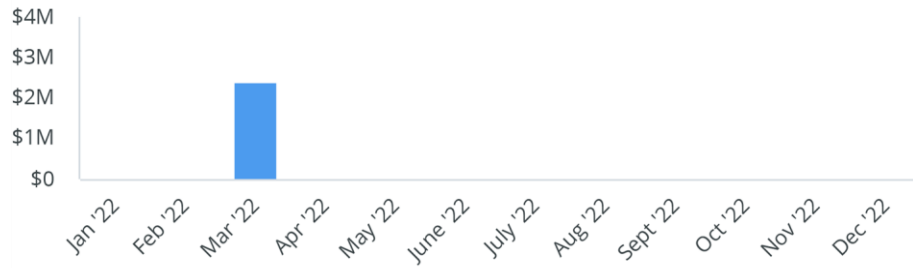 $4M
$3M
$2M
$1M
$0
Jan '22 Feb '22 Mar '22 Apr '22 May '22 June '22 July '22 Aug '22 Sept '22 Oct '22 Nov '22 Dec '22